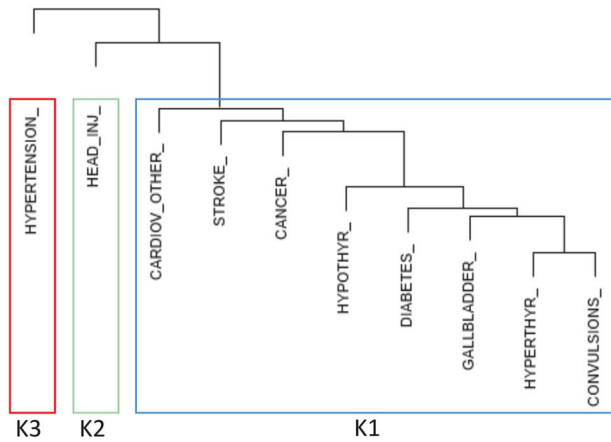 HYPERTENSION_
HEAD_INJ_
CARDIOV_OTHER_
STROKE_
CANCER_
HYPOTHYR_
DIABETES_
GALLBLADDER_
HYPERTHYR_
CONVULSIONS_
K3
K2
K1